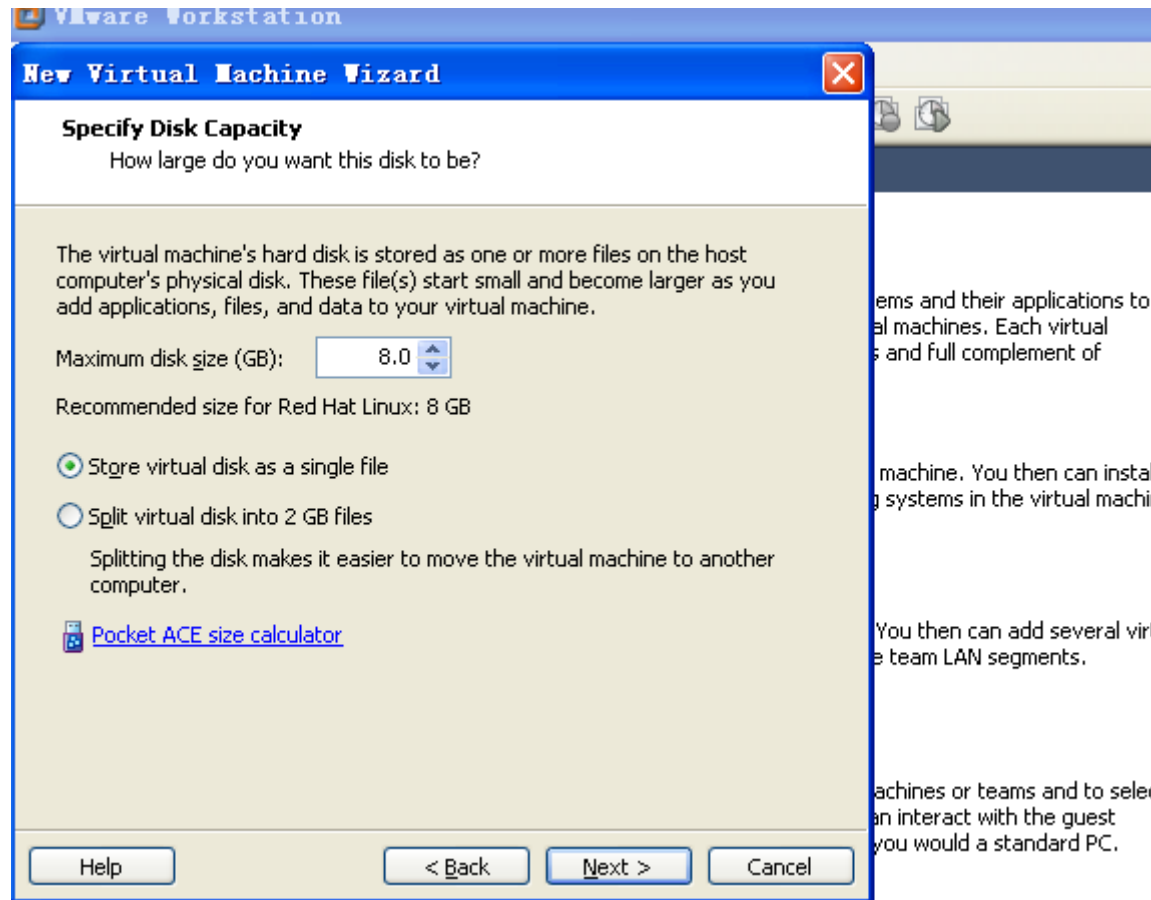 VMware Workstation
New Virtual Machine Wizard
Specify Disk Capacity
How large do you want this disk to be?
The virtual machine's hard disk is stored as one or more files on the host
computer's physical disk. These file(s) start small and become larger as you
add applications, files, and data to your virtual machine.
Maximum disk size (GB): 8.0
Recommended size for Red Hat Linux: 8 GB
Store virtual disk as a single file
Split virtual disk into 2 GB files
Splitting the disk makes it easier to move the virtual machine to another
computer.
Pocket ACE size calculator
Help < Back Next > Cancel
ems and their applications to
al machines. Each virtual
s and full complement of
machine. You then can instal
g systems in the virtual machi
You then can add several vir
e team LAN segments.
achines or teams and to selec
an interact with the guest
you would a standard PC.